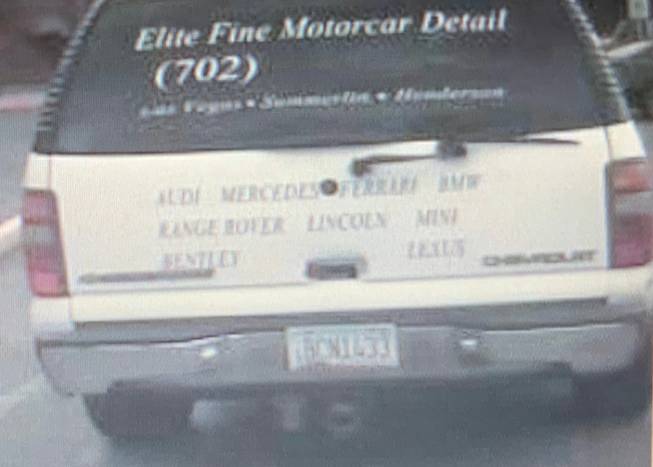 Elite Fine Motorcar Detail
(702)
Las Vegas • Summerlin • Henderson
AUDI MERCEDES FERRARI BMW
RANGE ROVER LINCOLN MINI
BENTLEY LEXUS
CHEVROLET